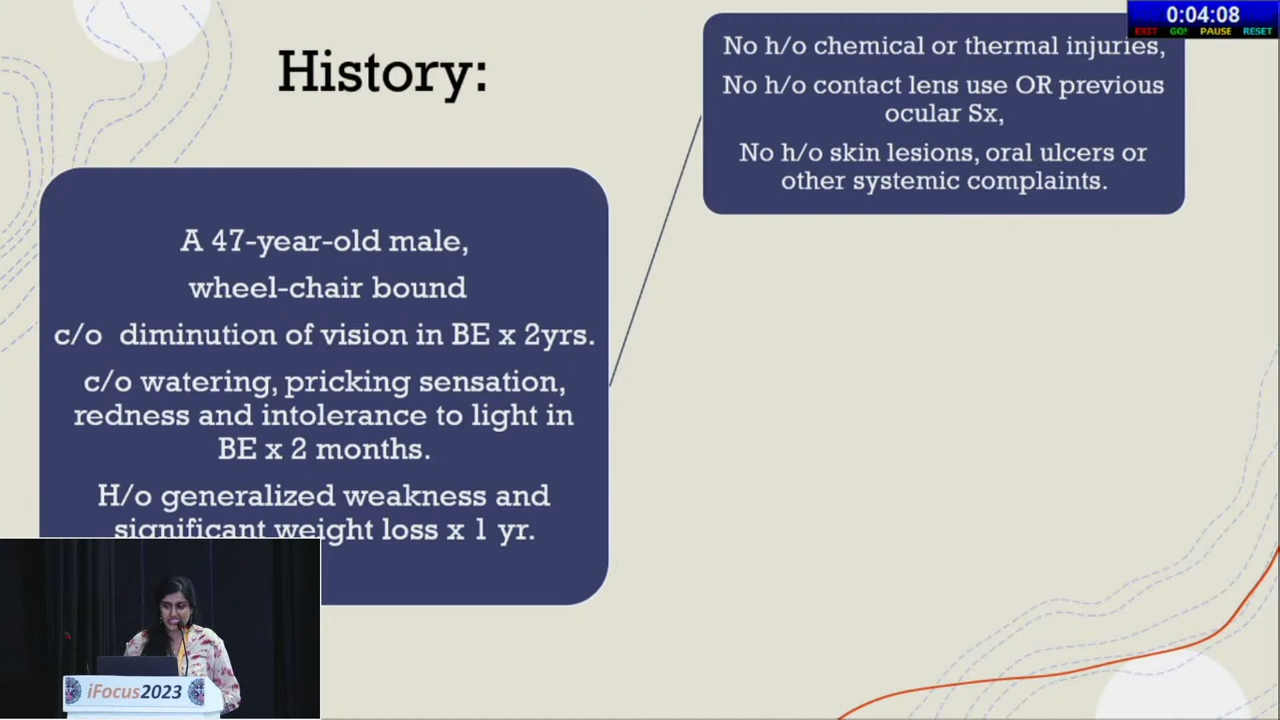 0:04:08
EXIT GO! PAUSE RESET
History:
No h/o chemical or thermal injuries,
No h/o contact lens use OR previous
ocular Sx,
No h/o skin lesions, oral ulcers or
other systemic complaints.
A 47-year-old male,
wheel-chair bound
c/o diminution of vision in BE x 2yrs.
c/o watering, pricking sensation,
redness and intolerance to light in
BE x 2 months.
H/o generalized weakness and
significant weight loss x 1 yr.
iFocus2023